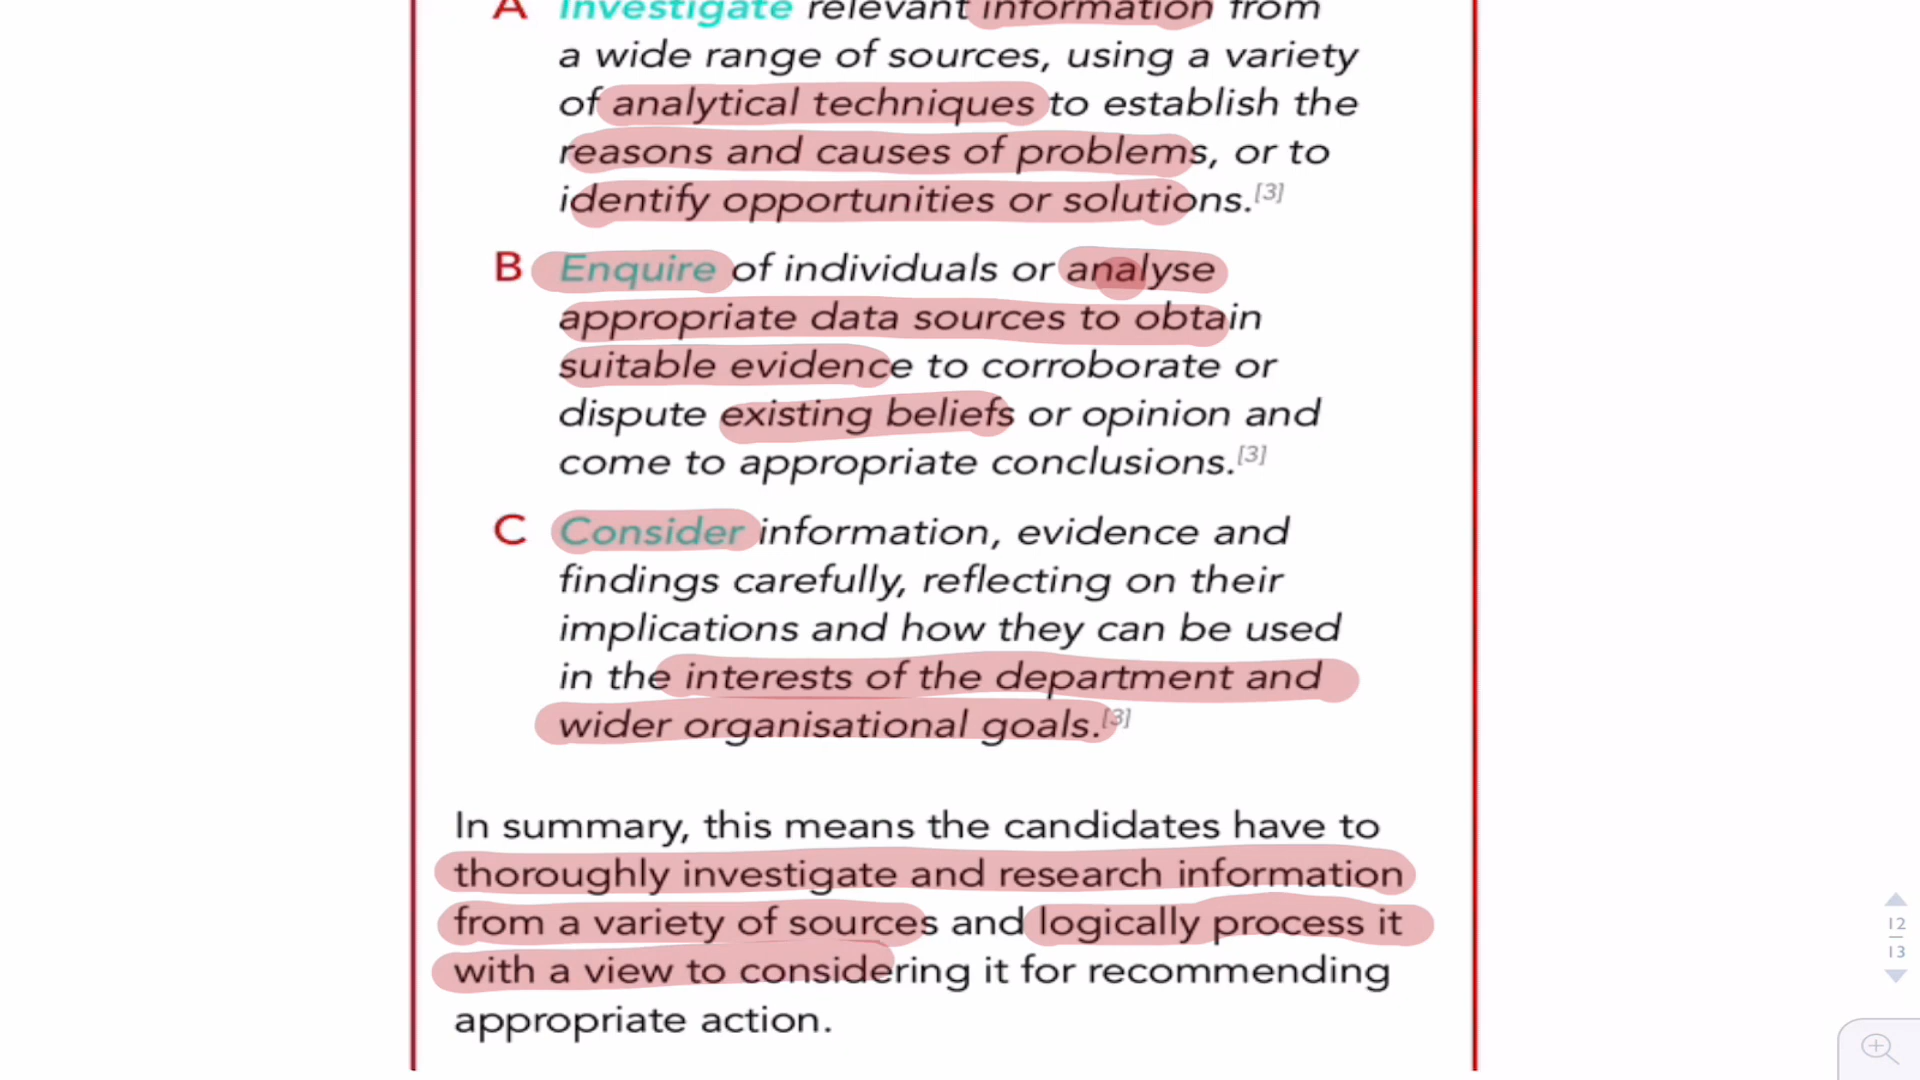 A Investigate relevant information from
a wide range of sources, using a variety
of analytical techniques to establish the
reasons and causes of problems, or to
identify opportunities or solutions.[3]
B Enquire of individuals or analyse
appropriate data sources to obtain
suitable evidence to corroborate or
dispute existing beliefs or opinion and
come to appropriate conclusions.[3]
C Consider information, evidence and
findings carefully, reflecting on their
implications and how they can be used
in the interests of the department and
wider organisational goals.[3]
In summary, this means the candidates have to
thoroughly investigate and research information
from a variety of sources and logically process it
with a view to considering it for recommending
appropriate action.
12
13